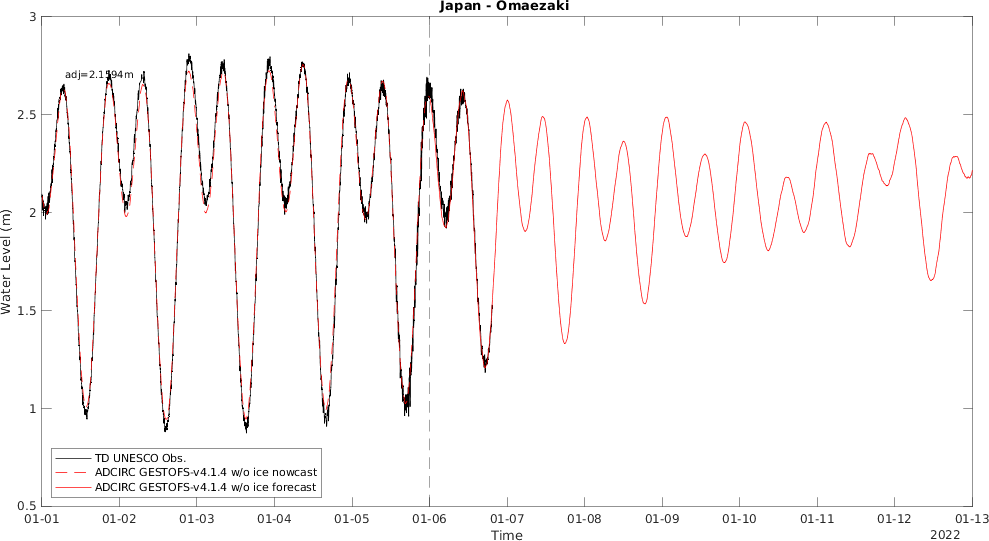 Japan - Omaezaki
3
adj=2.1594m
2.5
2
Water Level (m)
1.5
1
TD UNESCO Obs.
ADCIRC GESTOFS-v4.1.4 w/o ice nowcast
ADCIRC GESTOFS-v4.1.4 w/o ice forecast
0.5
01-01 01-02 01-03 01-04 01-05 01-06 01-07 01-08 01-09 01-10 01-11 01-12 01-13
Time
2022